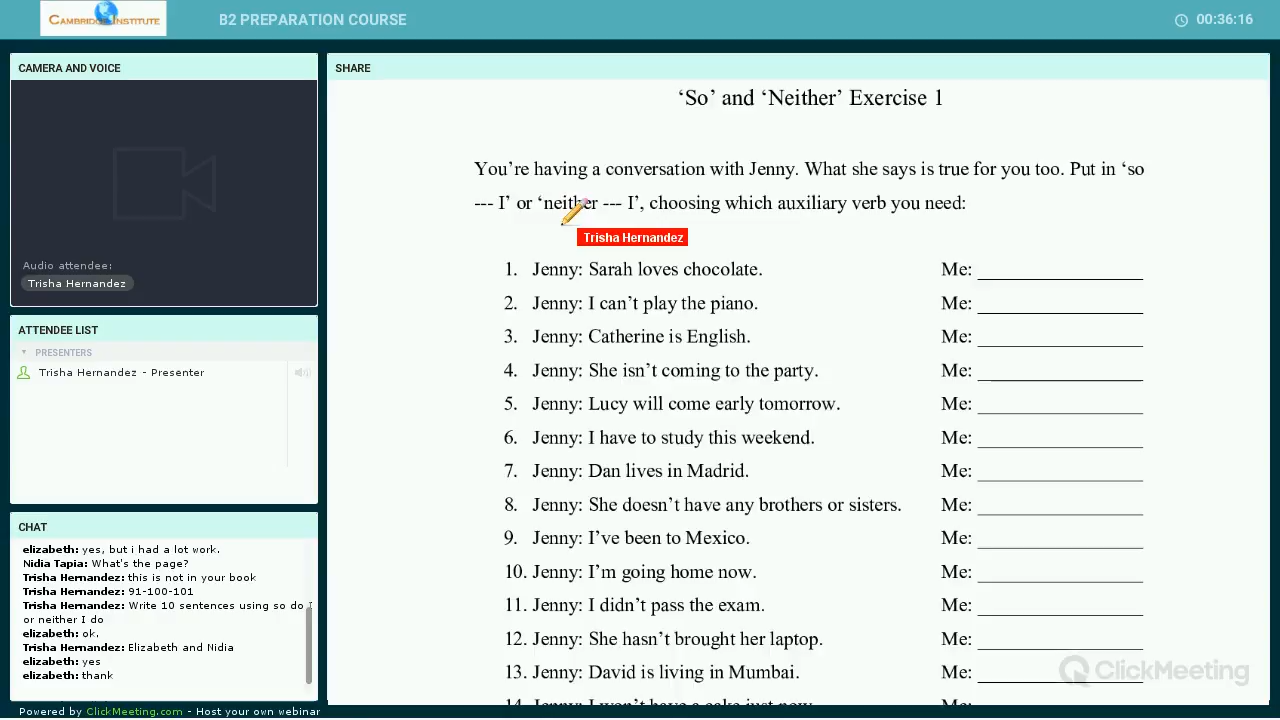 CAMBRIDGE INSTITUTE
B2 PREPARATION COURSE
00:36:16
CAMERA AND VOICE
Audio attendee:
Trisha Hernandez
ATTENDEE LIST
PRESENTERS
Trisha Hernandez - Presenter
CHAT
elizabeth: yes, but i had a lot work.
Nidia Tapia: What's the page?
Trisha Hernandez: this is not in your book
Trisha Hernandez: 91-100-101
Trisha Hernandez: Write 10 sentences using so do I
or neither I do
elizabeth: ok.
Trisha Hernandez: Elizabeth and Nidia
elizabeth: yes
elizabeth: thank
Powered by ClickMeeting.com - Host your own webinar
SHARE
‘So’ and ‘Neither’ Exercise 1
You’re having a conversation with Jenny. What she says is true for you too. Put in ‘so
--- I’ or ‘neither --- I’, choosing which auxiliary verb you need:
Trisha Hernandez
1. Jenny: Sarah loves chocolate. Me:
2. Jenny: I can’t play the piano. Me:
3. Jenny: Catherine is English. Me:
4. Jenny: She isn’t coming to the party. Me:
5. Jenny: Lucy will come early tomorrow. Me:
6. Jenny: I have to study this weekend. Me:
7. Jenny: Dan lives in Madrid. Me:
8. Jenny: She doesn’t have any brothers or sisters. Me:
9. Jenny: I’ve been to Mexico. Me:
10. Jenny: I’m going home now. Me:
11. Jenny: I didn’t pass the exam. Me:
12. Jenny: She hasn’t brought her laptop. Me:
13. Jenny: David is living in Mumbai. Me:
14. Jenny: I won’t have a cake just now. Me:
ClickMeeting